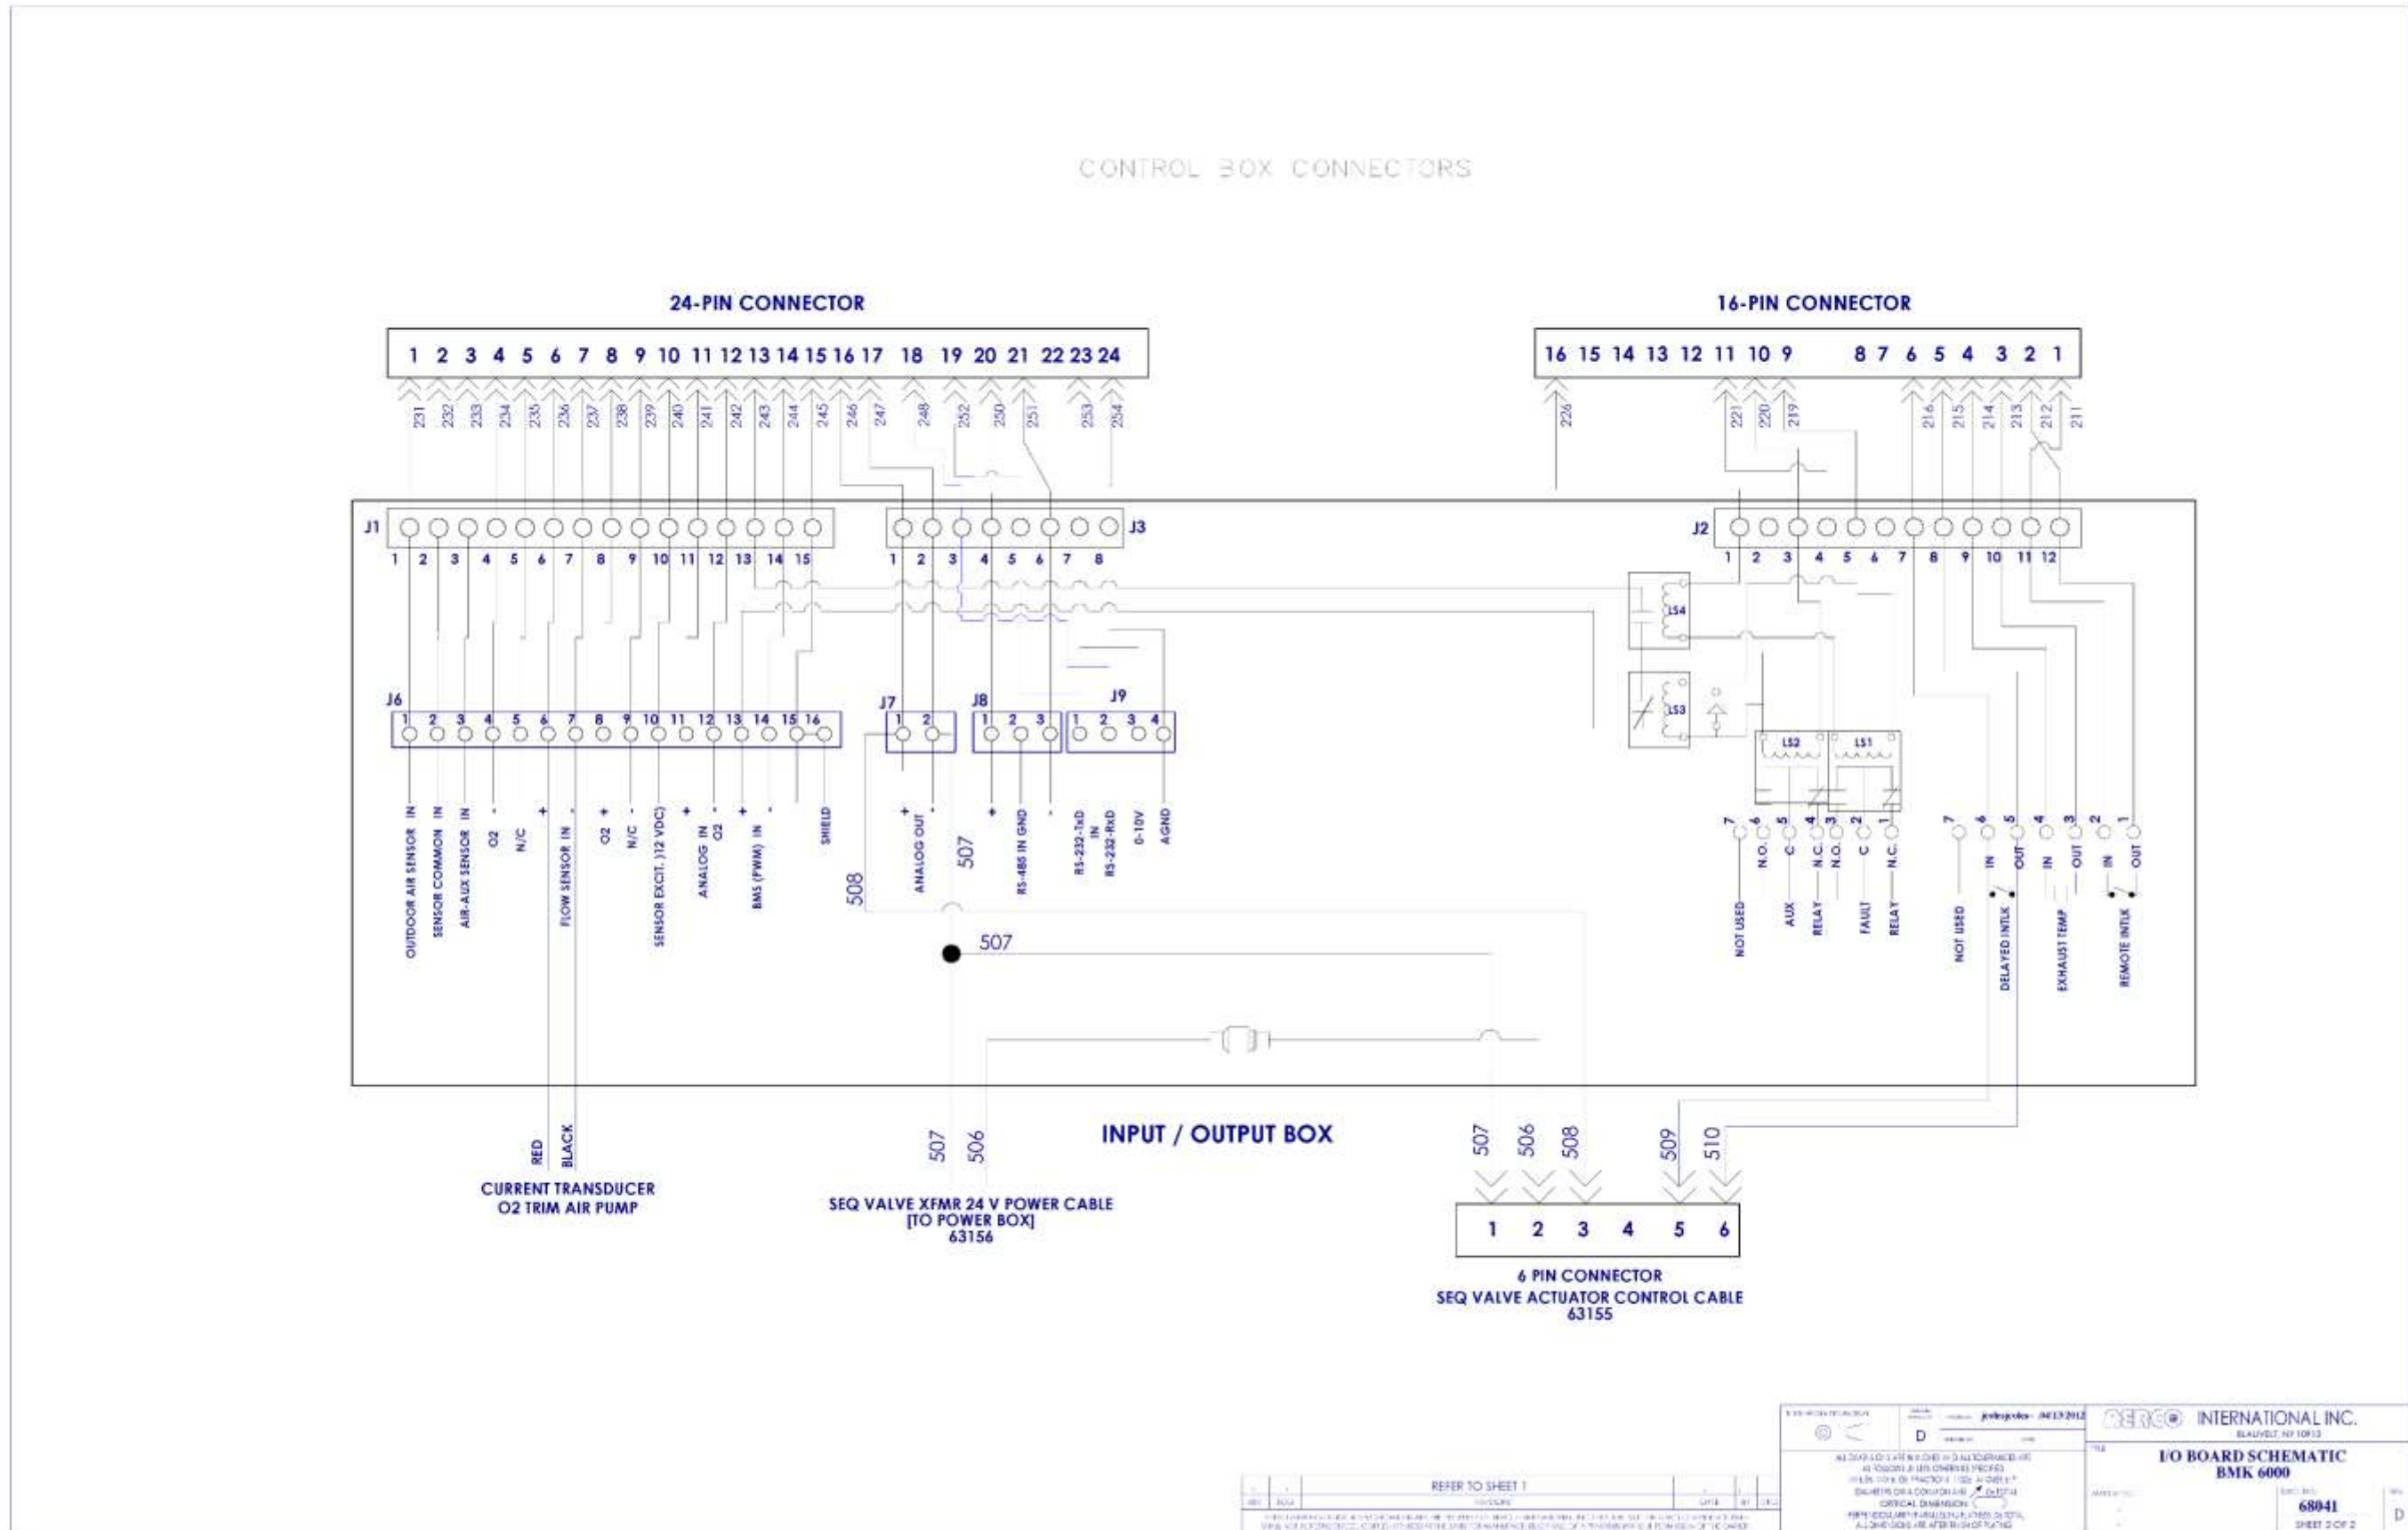 CONTROL BOX CONNECTORS
24-PIN CONNECTOR
16-PIN CONNECTOR
1 2 3 4 5 6 7 8 9 10 11 12 13 14 15 16 17 18 19 20 21 22 23 24
16 15 14 13 12 11 10 9 8 7 6 5 4 3 2 1
231 232 233 234 235 236 237 238 239 240 241 242 243 244 245 246 247 248 252 250 251 253 254
226 221 220 219 216 215 214 213 212 211
J1
J3
J2
1 2 3 4 5 6 7 8 9 10 11 12 13 14 15
1 2 3 4 5 6 7 8
1 2 3 4 5 6 7 8 9 10 11 12
LS4
LS3
LS2
LS1
J6
J7
J8
J9
1 2 3 4 5 6 7 8 9 10 11 12 13 14 15 16
1 2
1 2 3
1 2 3 4
OUTDOOR AIR SENSOR IN
SENSOR COMMON IN
AIR-AUX SENSOR IN
O2 -
N/C
+
FLOW SENSOR IN -
O2 +
N/C -
SENSOR EXCIT. )12 VDC)
+
ANALOG IN
O2 -
+
BMS (PWM) IN -
SHIELD
508
+
ANALOG OUT -
507
+
RS-485 IN GND
-
RS-232-TxD
IN
RS-232-RxD
0-10V
AGND
7 6 5 4 3 2 1
N.O. C N.C. N.O. C N.C.
NOT USED
AUX
RELAY
FAULT
RELAY
7 6 5 4 3 2 1
IN OUT IN OUT IN OUT
NOT USED
DELAYED INTLK
EXHAUST TEMP
REMOTE INTLK
507
RED
BLACK
CURRENT TRANSDUCER
O2 TRIM AIR PUMP
507
506
SEQ VALVE XFMR 24 V POWER CABLE
[TO POWER BOX]
63156
INPUT / OUTPUT BOX
507 506 508 509 510
1 2 3 4 5 6
6 PIN CONNECTOR
SEQ VALVE ACTUATOR CONTROL CABLE
63155
REFER TO SHEET 1
D
CRITICAL DIMENSION
AERCO INTERNATIONAL INC.
BLAUVELT, NY 10913
I/O BOARD SCHEMATIC
BMK 6000
68041
D
SHEET 2 OF 2